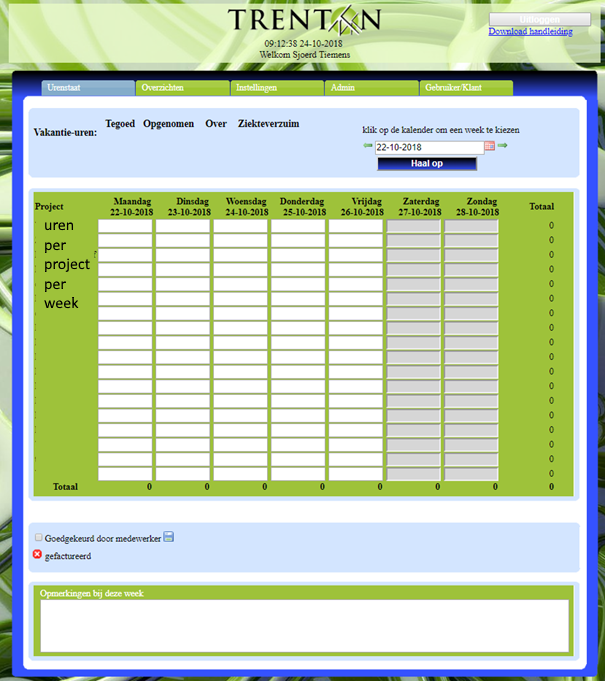 TRENTON
Uitloggen
09:12:38 24-10-2018
Download handleiding
Welkom Sjoerd Tiemens
Urenstaat Overzichten Instellingen Admin Gebruiker/Klant
Tegoed Opgenomen Over Ziekteverzuim
Vakantie-uren:
klik op de kalender om een week te kiezen
22-10-2018
Haal op
Project Maandag Dinsdag Woensdag Donderdag Vrijdag Zaterdag Zondag Totaal
22-10-2018 23-10-2018 24-10-2018 25-10-2018 26-10-2018 27-10-2018 28-10-2018
uren 0
per 0
0
project 0
per 0
0
week 0
0
0
0
0
0
0
0
0
0
0
0
Totaal 0 0 0 0 0 0 0 0
Goedgekeurd door medewerker
gefactureerd
Opmerkingen bij deze week